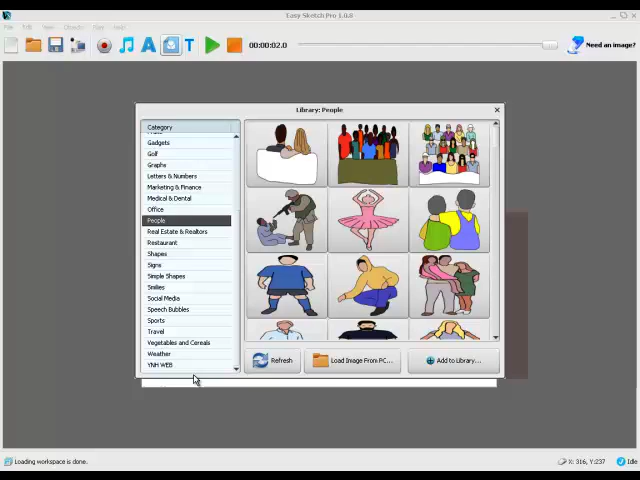 Easy Sketch Pro 1.0.8
00:00:02.0
Need an image?
Library: People
Category
Gadgets
Golf
Graphs
Letters & Numbers
Marketing & Finance
Medical & Dental
Office
People
Real Estate & Realtors
Restaurant
Shapes
Signs
Simple Shapes
Smilies
Social Media
Speech Bubbles
Sports
Travel
Vegetables and Cereals
Weather
YNH WEB
Refresh
Load Image From PC...
Add to Library...
Loading workspace is done.
X: 316, Y:237
Idle